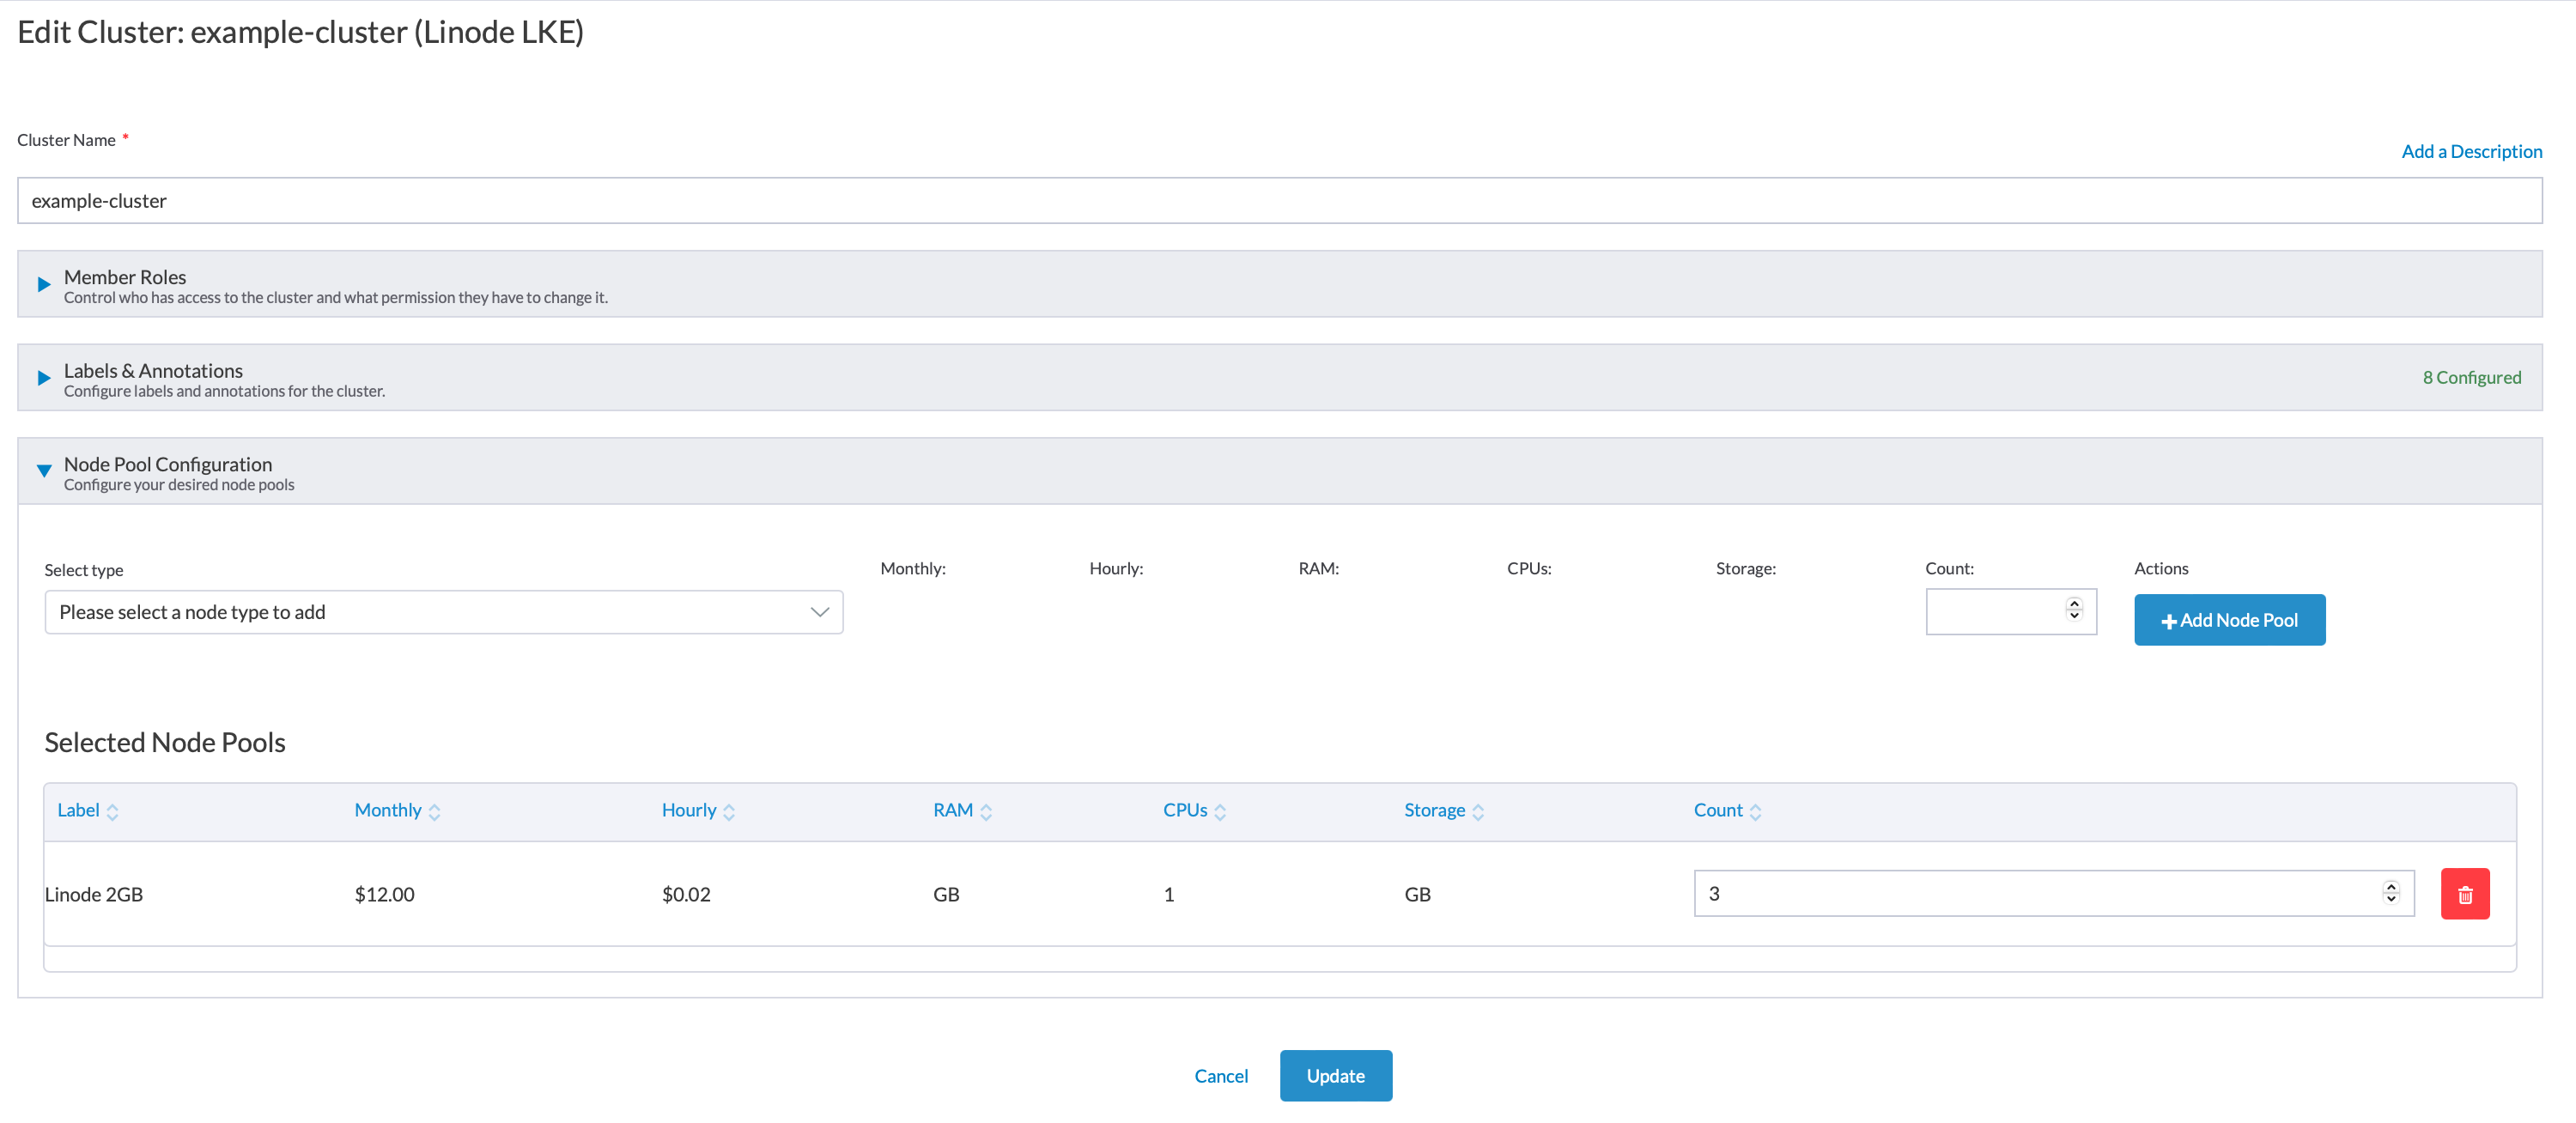 Edit Cluster: example-cluster (Linode LKE)
Cluster Name *
Add a Description
example-cluster
Member Roles
Control who has access to the cluster and what permission they have to change it.
Labels & Annotations
Configure labels and annotations for the cluster.
8 Configured
Node Pool Configuration
Configure your desired node pools
Select type Monthly: Hourly: RAM: CPUs: Storage: Count: Actions
Please select a node type to add
Add Node Pool
Selected Node Pools
Label Monthly Hourly RAM CPUs Storage Count
Linode 2GB $12.00 $0.02 GB 1 GB 3
Cancel Update